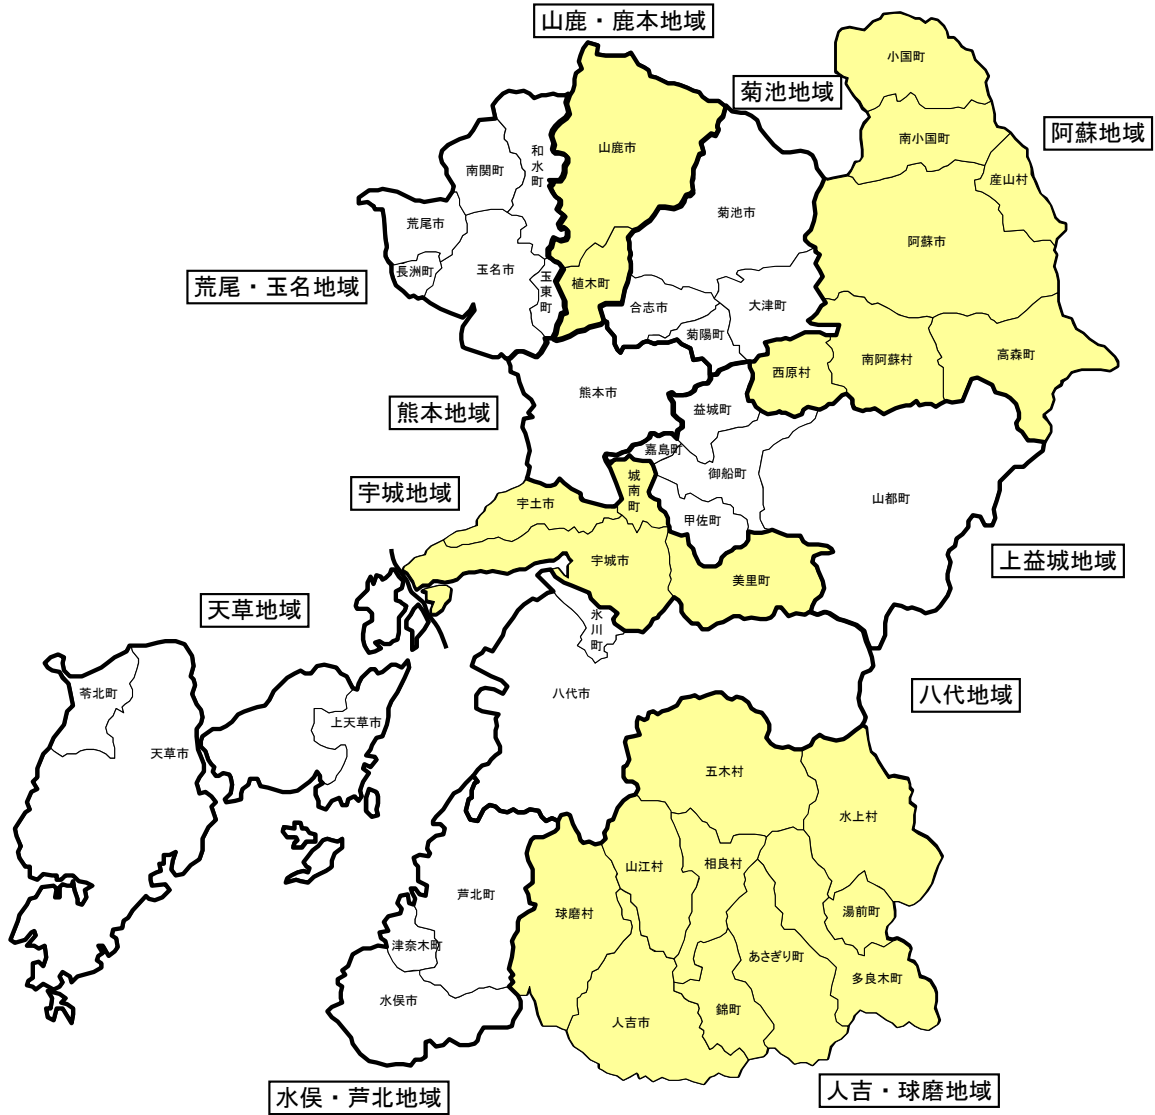 山鹿・鹿本地域
小国町
菊池地域
阿蘇地域
南小国町
山鹿市
和水町
南関町
産山村
菊池市
荒尾市
阿蘇市
長洲町
玉名市
植木町
玉東町
荒尾・玉名地域
合志市
大津町
菊陽町
高森町
南阿蘇村
西原村
熊本市
益城町
熊本地域
嘉島町
御船町
城南町
宇城地域
山都町
宇土市
甲佐町
宇城市
上益城地域
美里町
天草地域
氷川町
苓北町
八代市
八代地域
上天草市
天草市
五木村
水上村
山江村
相良村
芦北町
球磨村
湯前町
津奈木町
あさぎり町
多良木町
水俣市
錦町
人吉市
水俣・芦北地域
人吉・球磨地域